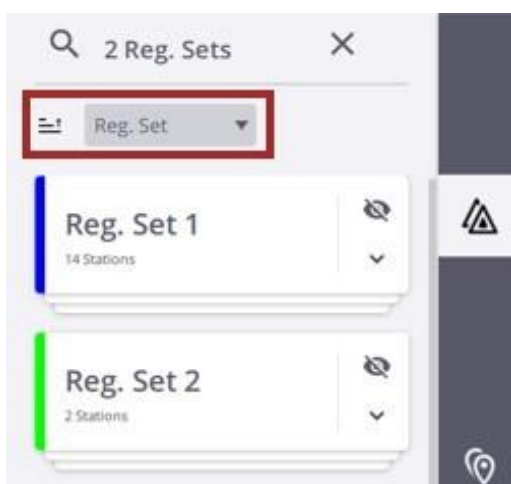 2 Reg. Sets
Reg. Set
Reg. Set 1
14 Stations
Reg. Set 2
2 Stations